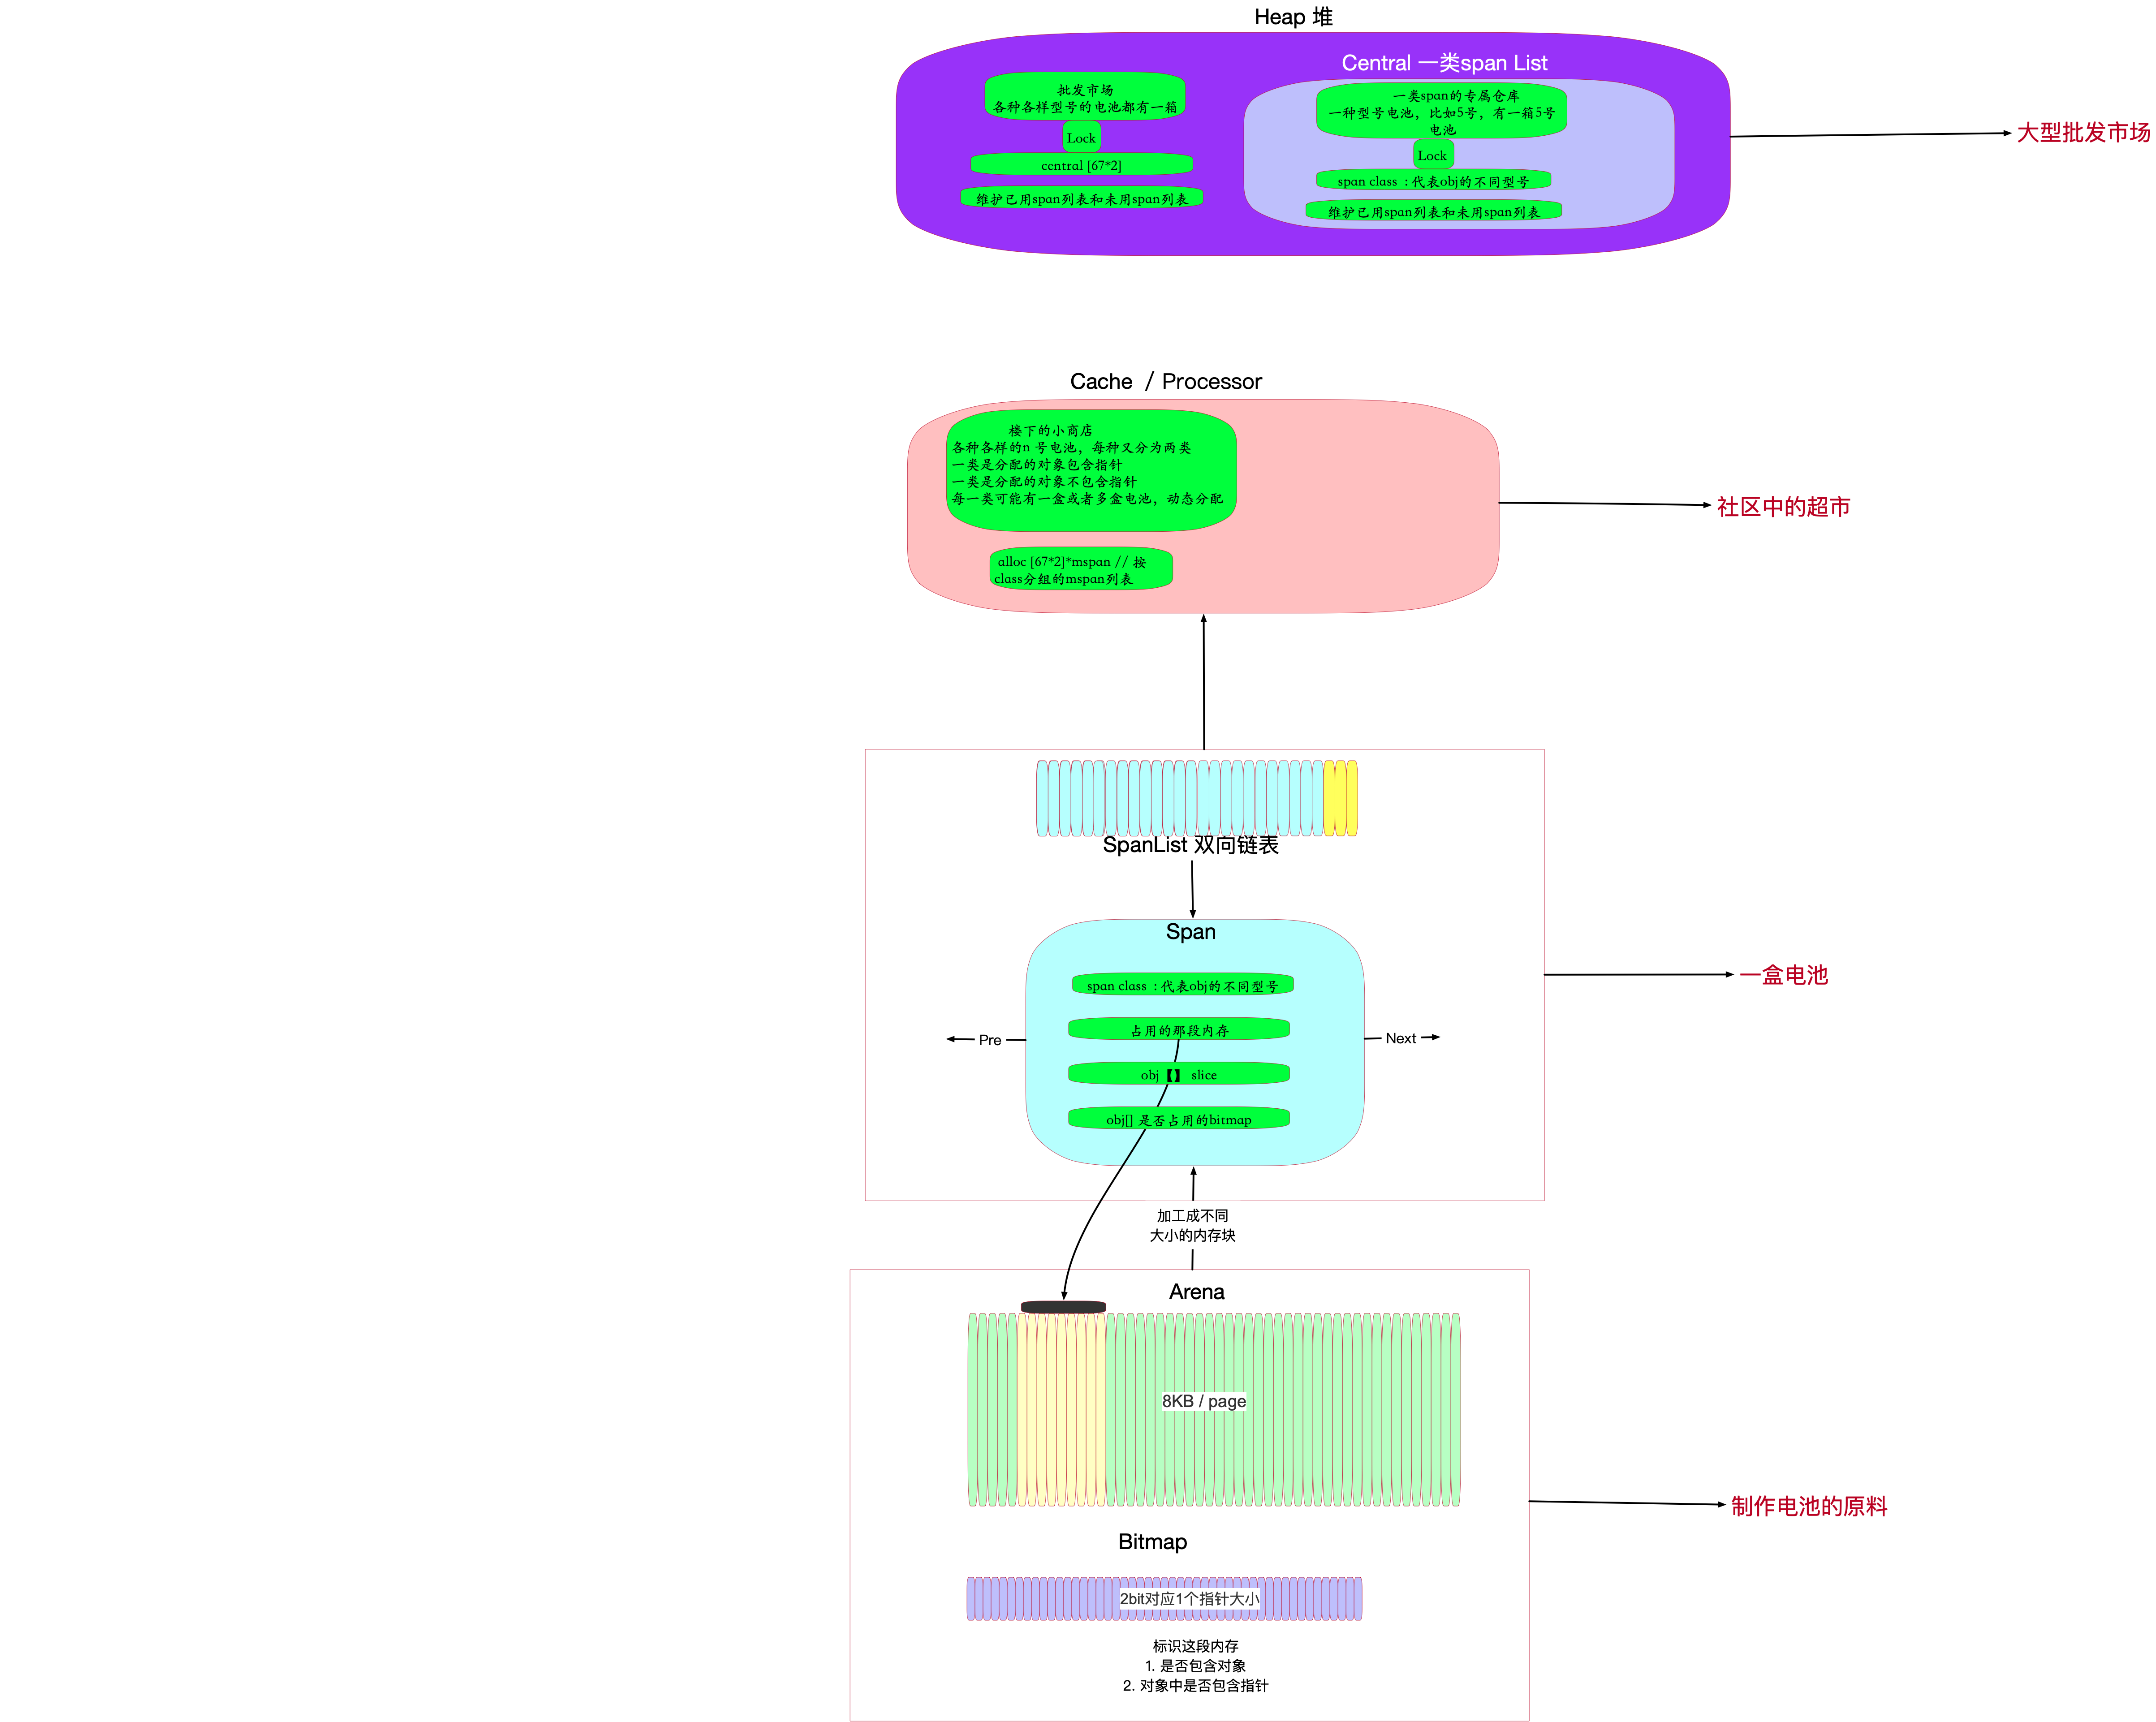 Heap 堆
Central 一类span List
批发市场
各种各样型号的电池都有一箱
Lock
central [67*2]
维护已用span列表和未用span列表
一类span的专属仓库
一种型号电池，比如5号，有一箱5号
电池
Lock
span class ：代表obj的不同型号
维护已用span列表和未用span列表
大型批发市场
Cache / Processor
楼下的小商店
各种各样的n 号电池，每种又分为两类
一类是分配的对象包含指针
一类是分配的对象不包含指针
每一类可能有一盒或者多盒电池，动态分配
alloc [67*2]*mspan // 按
class分组的mspan列表
社区中的超市
SpanList 双向链表
Span
span class ：代表obj的不同型号
占用的那段内存
obj【】 slice
obj[] 是否占用的bitmap
Pre
Next
一盒电池
加工成不同
大小的内存块
Arena
8KB / page
Bitmap
2bit对应1个指针大小
标识这段内存
1. 是否包含对象
2. 对象中是否包含指针
制作电池的原料